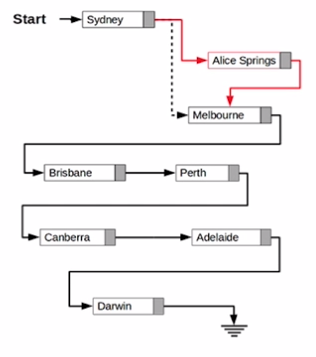 Start
Sydney
Alice Springs
Melbourne
Brisbane
Perth
Canberra
Adelaide
Darwin